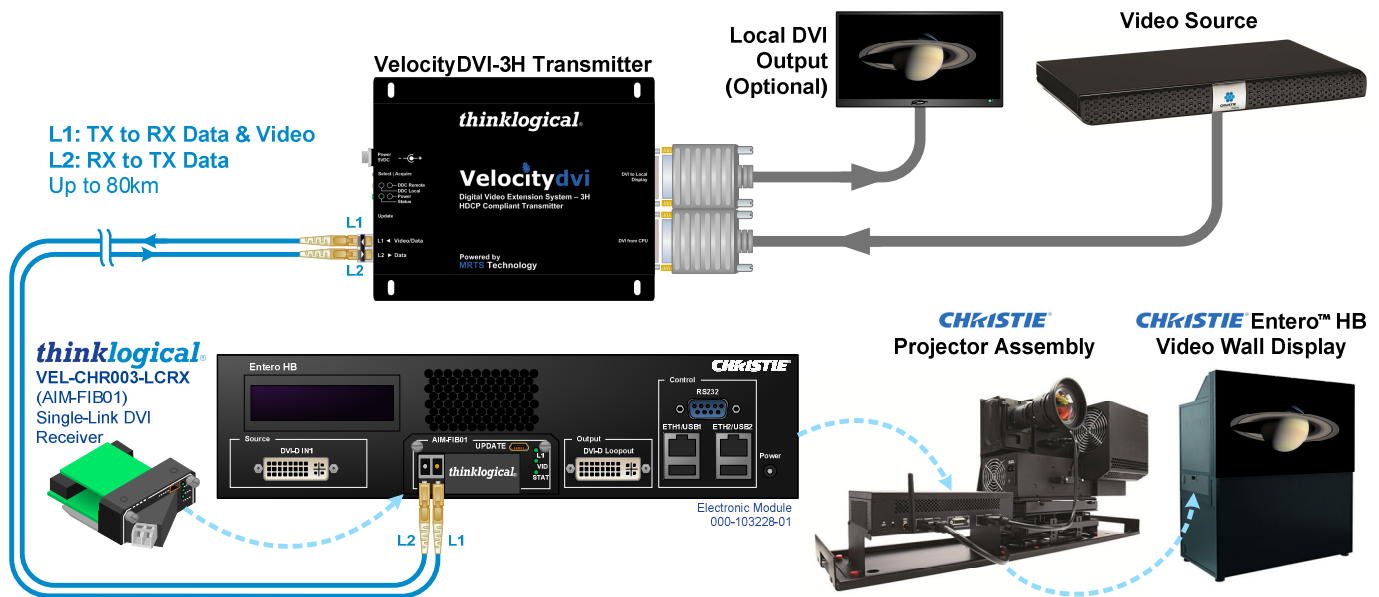 VelocityDVI-3H Transmitter
Local DVI
Output
(Optional)
Video Source
CHRISTIE
L1: TX to RX Data & Video
L2: RX to TX Data
Up to 80km
thinklogical®
Power
5VDC
Select | Acquire
DDC Remote
DDC Local
Power
Status
Update
L1 ◄ Video/Data
L2 ► Data
Velocitydvi
Digital Video Extension System – 3H
HDCP Compliant Transmitter
Powered by
MRTS Technology
DVI to Local
Display
DVI from CPU
L1
L2
thinklogical®
VEL-CHR003-LCRX
(AIM-FIB01)
Single-Link DVI
Receiver
Entero HB
CHRISTIE
Source
DVI-D IN1
AIM-FIB01
UPDATE
L1
VID
STAT
thinklogical®
Output
DVI-D Loopout
Control
RS232
ETH1/USB1
ETH2/USB2
Power
Electronic Module
000-103228-01
L2
L1
CHRISTIE®
Projector Assembly
CHRISTIE® Entero™ HB
Video Wall Display